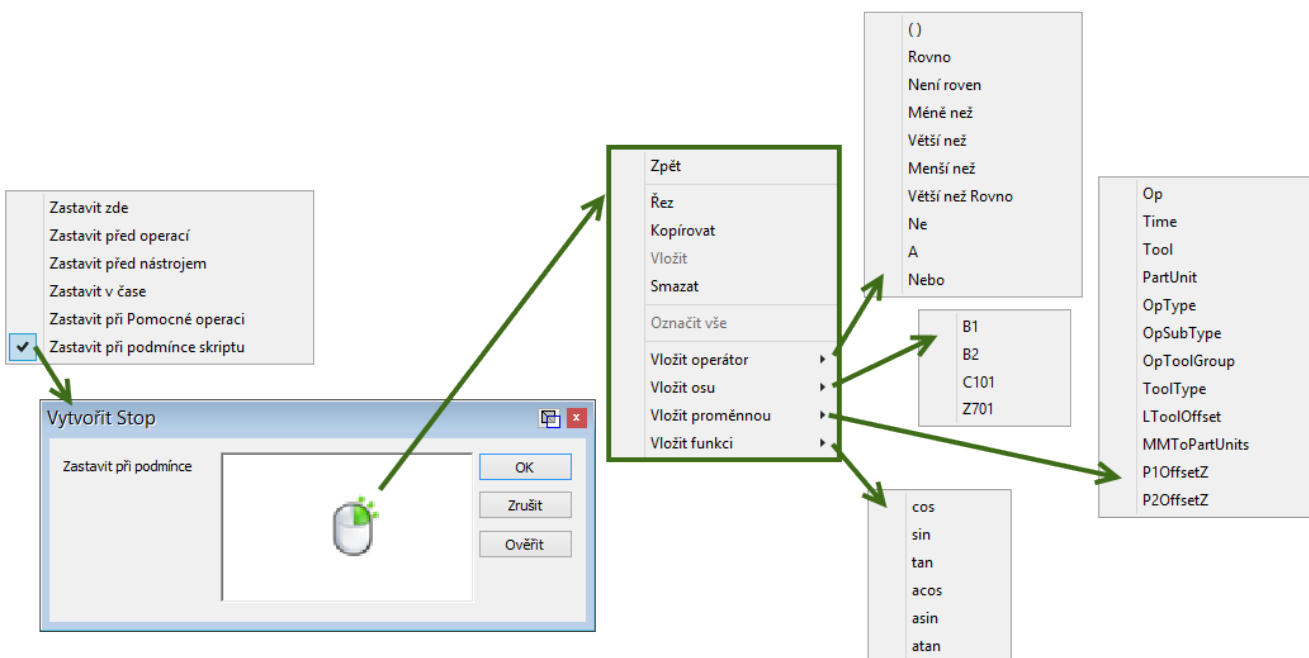 Zastavit zde
Zastavit před operací
Zastavit před nástrojem
Zastavit v čase
Zastavit při Pomocné operaci
Zastavit při podmínce skriptu
Vytvořit Stop
Zastavit při podmínce
OK
Zrušit
Ověřit
Zpět
Řez
Kopírovat
Vložit
Smazat
Označit vše
Vložit operátor
Vložit osu
Vložit proměnnou
Vložit funkci
( )
Rovno
Není roven
Méně než
Větší než
Menší než
Větší než Rovno
Ne
A
Nebo
B1
B2
C101
Z701
Op
Time
Tool
PartUnit
OpType
OpSubType
OpToolGroup
ToolType
LToolOffset
MMToPartUnits
P1OffsetZ
P2OffsetZ
cos
sin
tan
acos
asin
atan